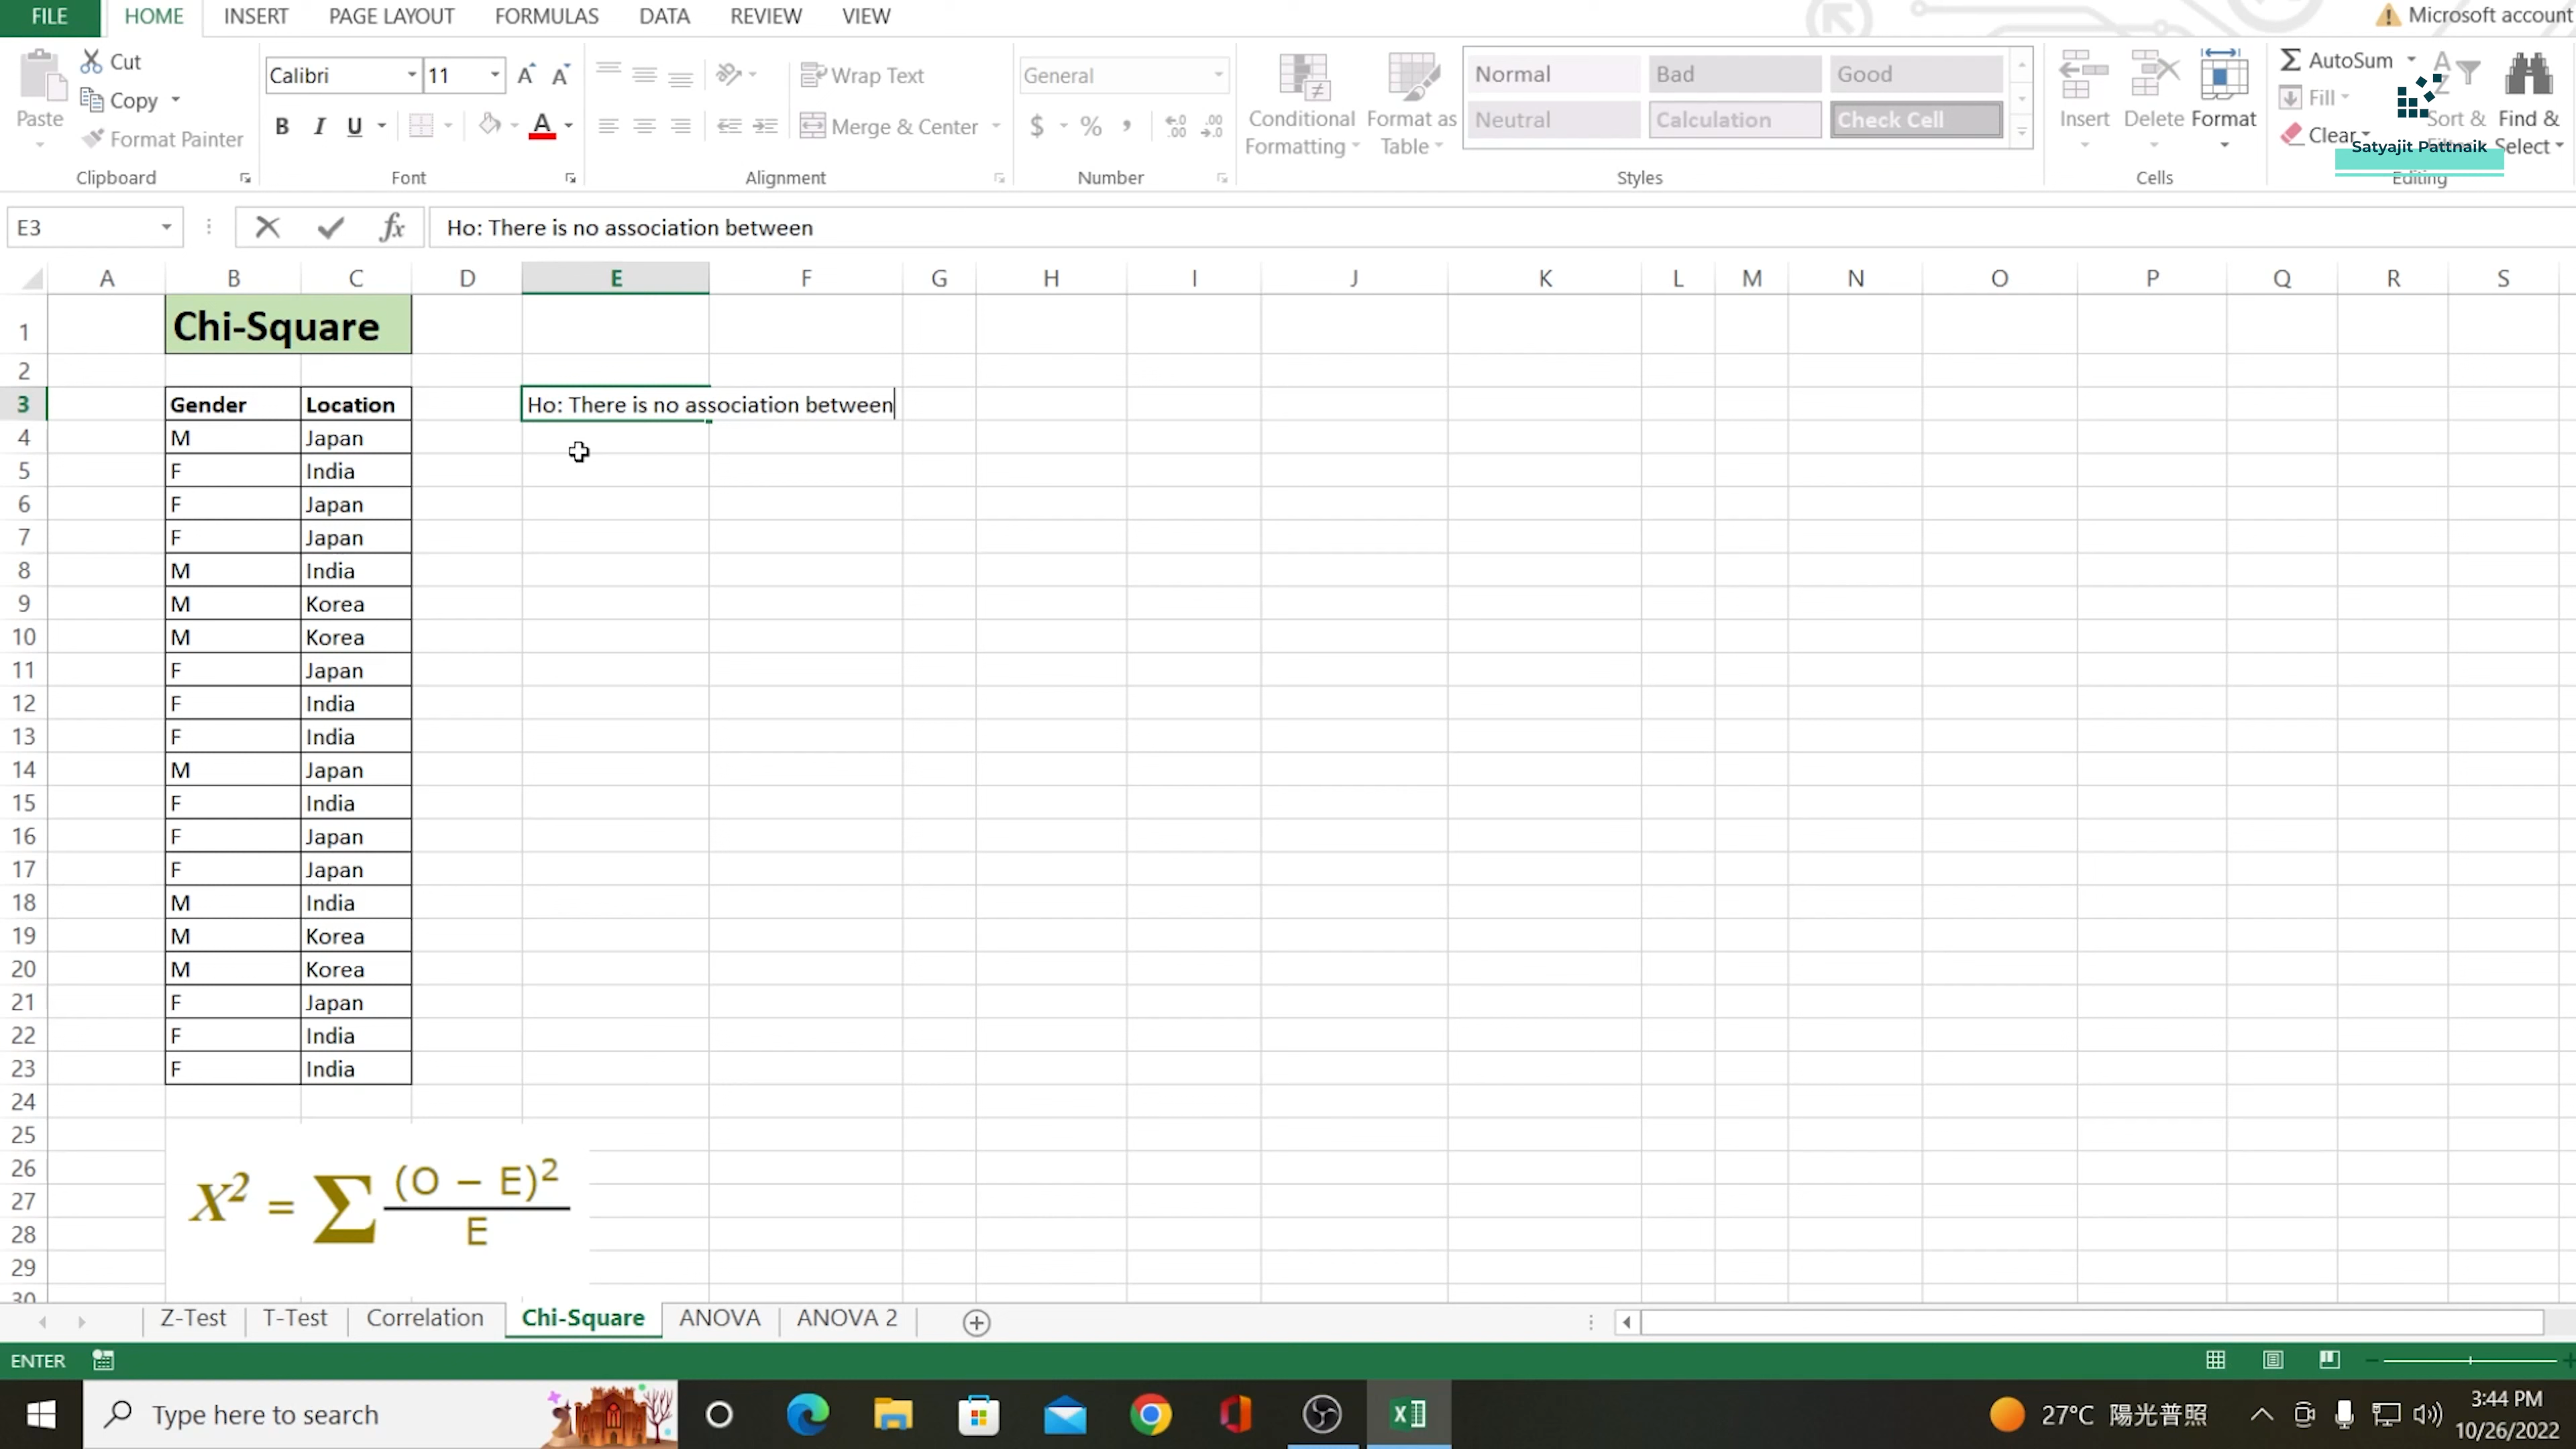 FILE HOME INSERT PAGE LAYOUT FORMULAS DATA REVIEW VIEW Microsoft account
Cut
Copy
Format Painter
Paste
Clipboard
Calibri 11
B I U A
Font
Wrap Text
Merge & Center
Alignment
General
$ % ,
Number
Conditional Formatting
Format as Table
Normal Bad Good
Neutral Calculation Check Cell
Styles
Insert Delete Format
Cells
AutoSum
Fill
Clear
Sort &
Find & Select
Editing
Satyajit Pattnaik
E3 fx Ho: There is no association between
A B C D E F G H I J K L M N O P Q R S
1 Chi-Square
2
3 Gender Location Ho: There is no association between
4 M Japan
5 F India
6 F Japan
7 F Japan
8 M India
9 M Korea
10 M Korea
11 F Japan
12 F India
13 F India
14 M Japan
15 F India
16 F Japan
17 F Japan
18 M India
19 M Korea
20 M Korea
21 F Japan
22 F India
23 F India
24
25
26
27
28
29
30
X² = Σ (O − E)² / E
Z-Test T-Test Correlation Chi-Square ANOVA ANOVA 2
ENTER
Type here to search
27°C 陽光普照
3:44 PM
10/26/2022